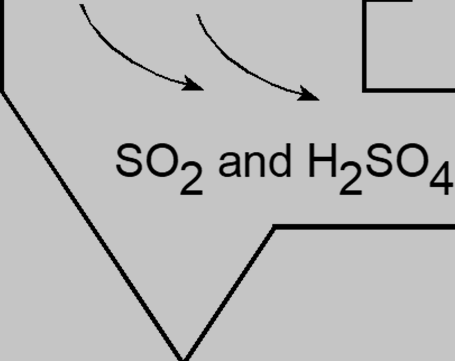 SO₂ and H₂SO₄